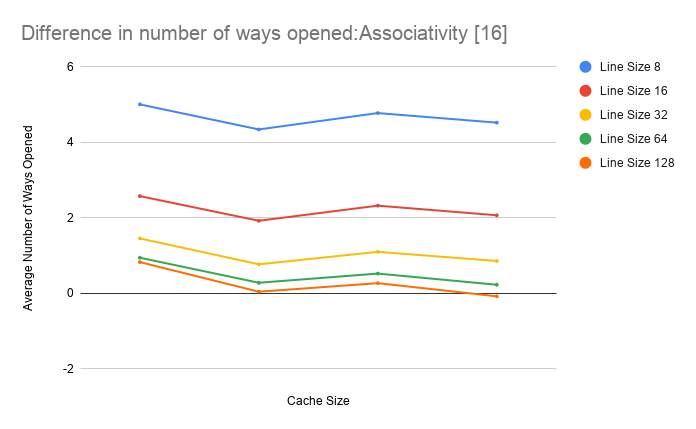 Difference in number of ways opened:Associativity [16]
6
4
2
0
-2
Average Number of Ways Opened
Cache Size
Line Size 8
Line Size 16
Line Size 32
Line Size 64
Line Size 128